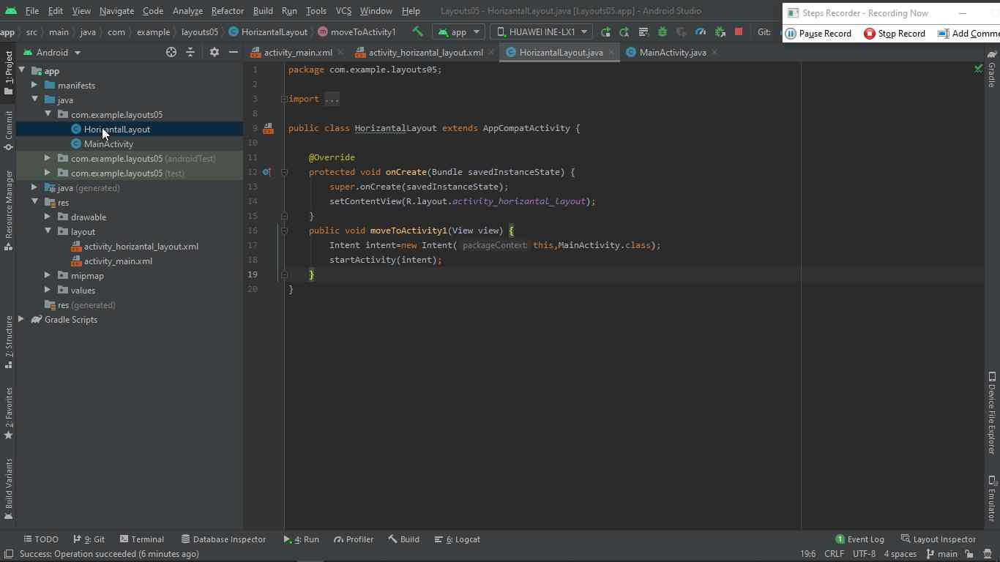 File Edit View Navigate Code Analyze Refactor Build Run Tools VCS Window Help Layouts05 - HorizantalLayout.java [Layouts05.app] - Android Studio
Steps Recorder - Recording Now
Pause Record Stop Record Add Comme
app src main java com example layouts05 HorizantalLayout moveToActivity1 app HUAWEI INE-LX1 Git:
Android
activity_main.xml activity_horizantal_layout.xml HorizantalLayout.java MainActivity.java
1: Project
Commit
Resource Manager
7: Structure
2: Favorites
Build Variants
app
manifests
java
com.example.layouts05
HorizantalLayout
MainActivity
com.example.layouts05 (androidTest)
com.example.layouts05 (test)
java (generated)
res
drawable
layout
activity_horizantal_layout.xml
activity_main.xml
mipmap
values
res (generated)
Gradle Scripts
1 package com.example.layouts05;
2
3 import ...
8
9 public class HorizantalLayout extends AppCompatActivity {
10
11 @Override
12 protected void onCreate(Bundle savedInstanceState) {
13 super.onCreate(savedInstanceState);
14 setContentView(R.layout.activity_horizantal_layout);
15 }
16 public void moveToActivity1(View view) {
17 Intent intent=new Intent( packageContext: this,MainActivity.class);
18 startActivity(intent);
19 }
20 }
Gradle
Device File Explorer
Emulator
TODO 9: Git Terminal Database Inspector 4: Run Profiler Build 6: Logcat 1 Event Log Layout Inspector
Success: Operation succeeded (6 minutes ago) 19:6 CRLF UTF-8 4 spaces main